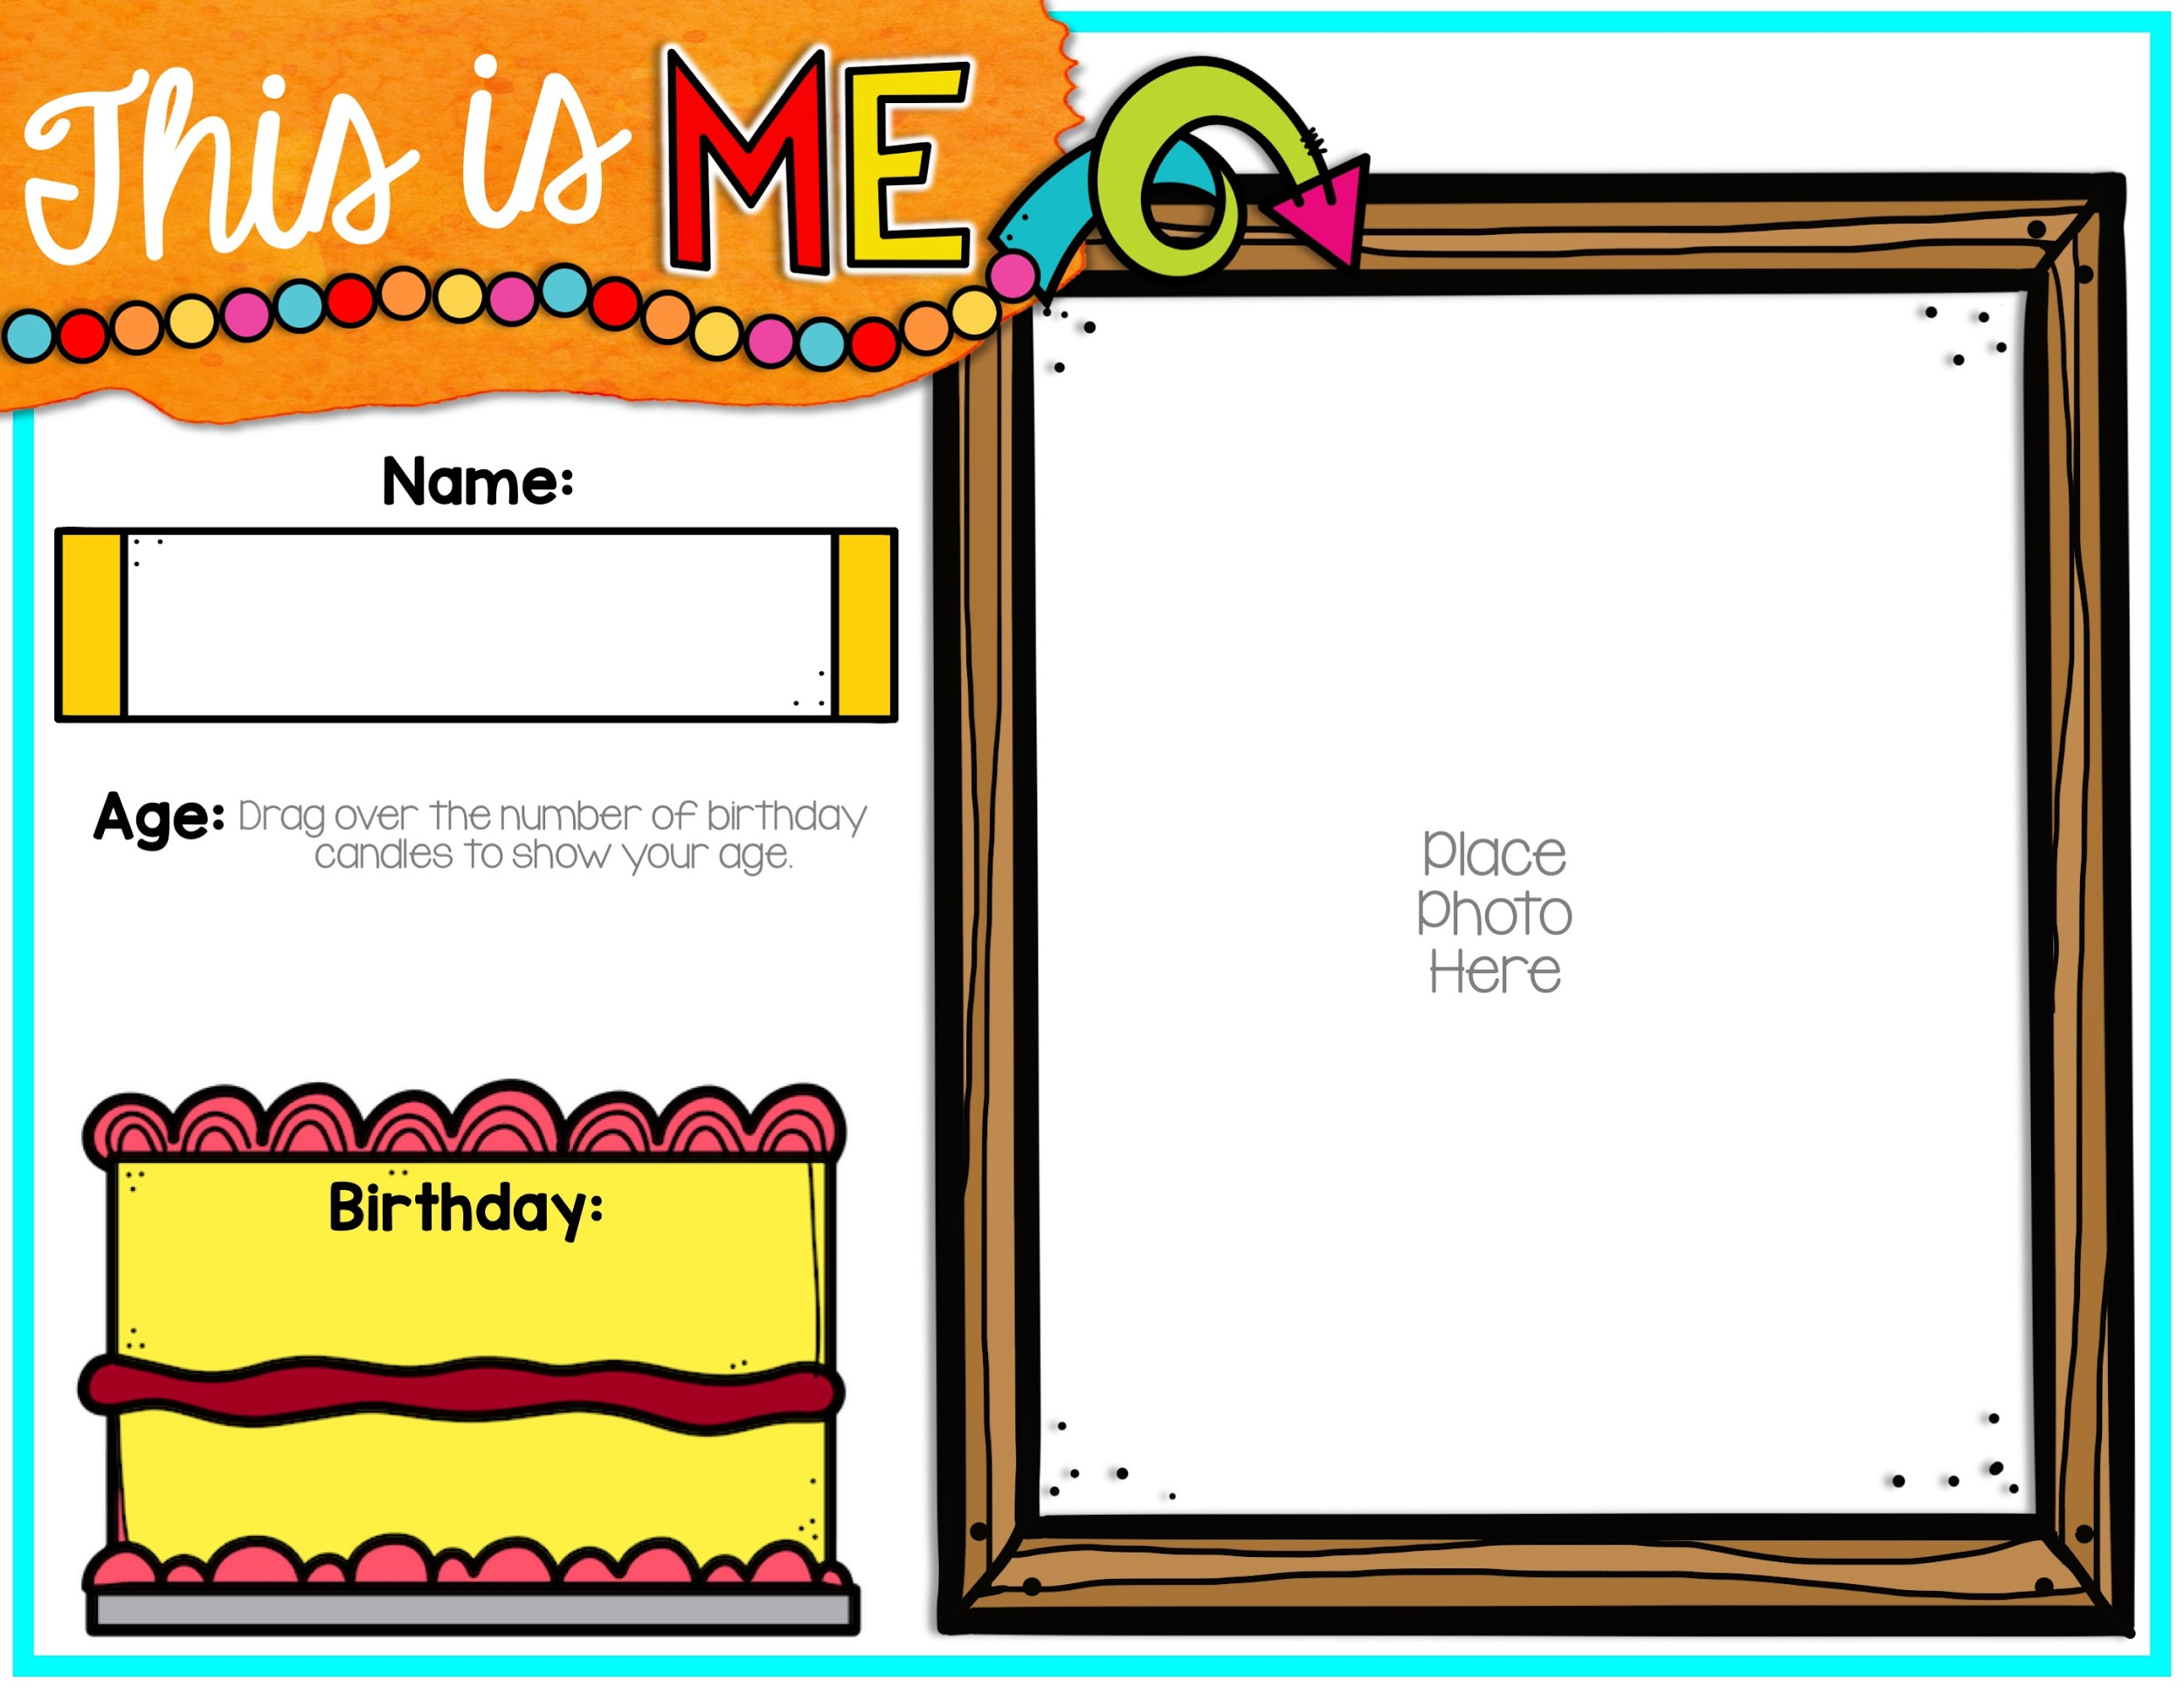 This is ME
Name:
Age: Drag over the number of birthday
candles to show your age.
Birthday:
Place
Photo
Here